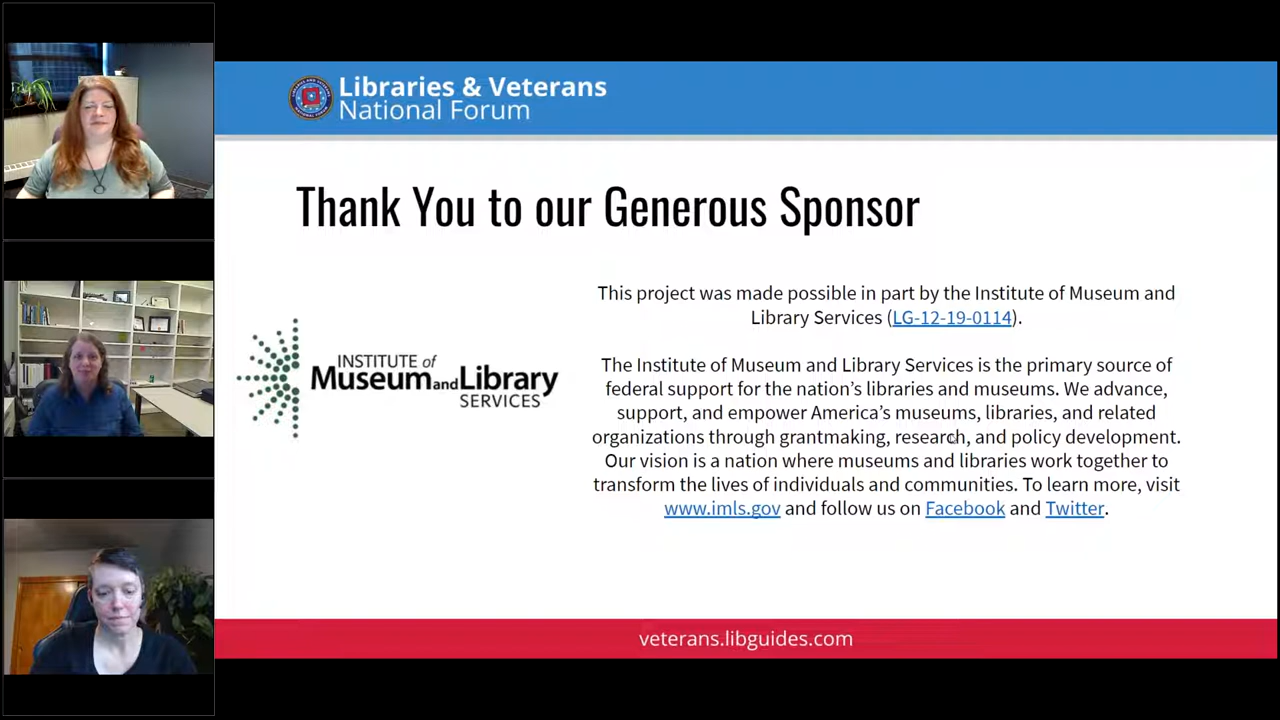 Libraries & Veterans
National Forum
Thank You to our Generous Sponsor
INSTITUTE of
Museum and Library
SERVICES
This project was made possible in part by the Institute of Museum and
Library Services (LG-12-19-0114).
The Institute of Museum and Library Services is the primary source of
federal support for the nation’s libraries and museums. We advance,
support, and empower America’s museums, libraries, and related
organizations through grantmaking, research, and policy development.
Our vision is a nation where museums and libraries work together to
transform the lives of individuals and communities. To learn more, visit
www.imls.gov and follow us on Facebook and Twitter.
veterans.libguides.com